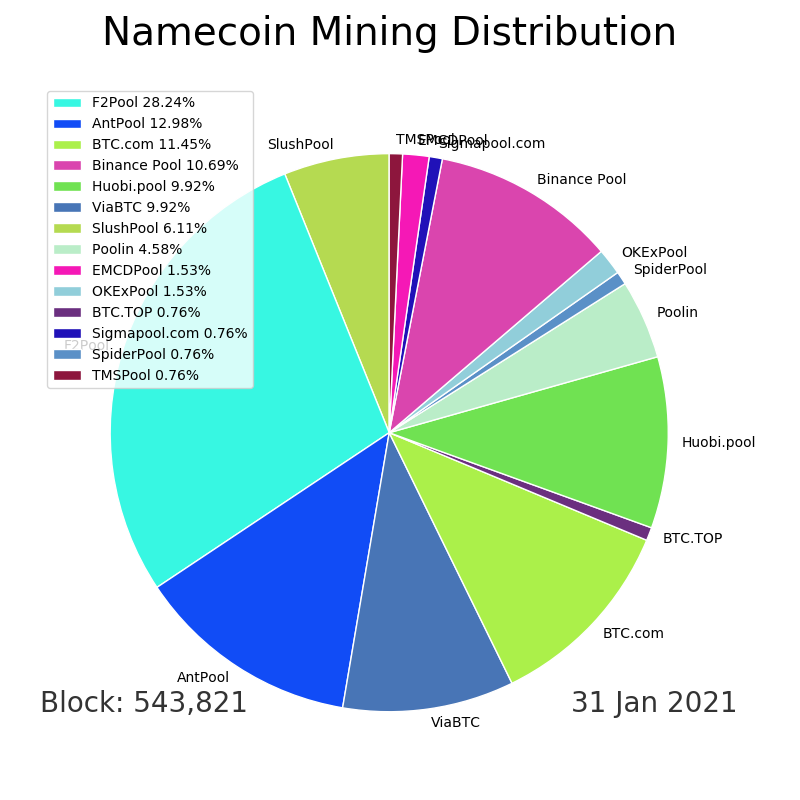 Namecoin Mining Distribution
F2Pool 28.24%
AntPool 12.98%
BTC.com 11.45%
Binance Pool 10.69%
Huobi.pool 9.92%
ViaBTC 9.92%
SlushPool 6.11%
Poolin 4.58%
EMCDPool 1.53%
OKExPool 1.53%
BTC.TOP 0.76%
Sigmapool.com 0.76%
SpiderPool 0.76%
TMSPool 0.76%
SlushPool
TMSPool
EMCDPool
Sigmapool.com
Binance Pool
OKExPool
SpiderPool
Poolin
Huobi.pool
BTC.TOP
BTC.com
ViaBTC
AntPool
F2Pool
Block: 543,821
31 Jan 2021